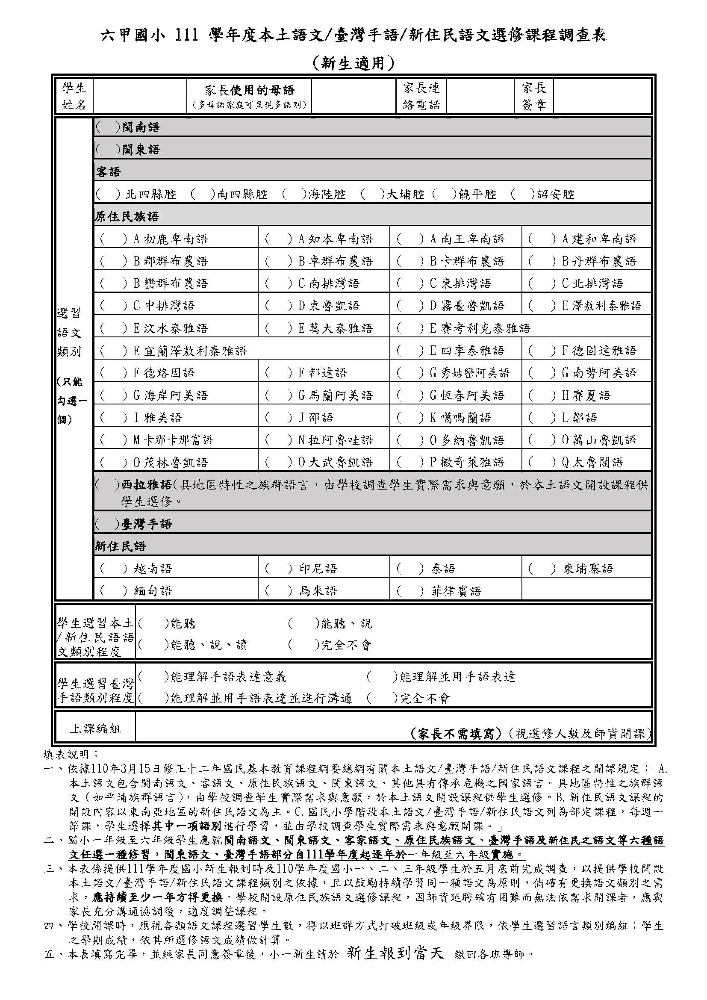 六甲國小 111 學年度本土語文/臺灣手語/新住民語文選修課程調查表
(新生適用)
學生姓名 家長使用的母語 (多母語家庭可呈現多語別) 家長連絡電話 家長簽章
選習語文類別 (只能勾選一個)
( )閩南語
( )閩東語
客語
( ) 北四縣腔 ( )南四縣腔 ( )海陸腔 ( )大埔腔 ( )饒平腔 ( )詔安腔
原住民族語
( ) A 初鹿卑南語 ( ) A 知本卑南語 ( ) A 南王卑南語 ( ) A 建和卑南語
( ) B 郡群布農語 ( ) B 卓群布農語 ( ) B 卡群布農語 ( ) B 丹群布農語
( ) B 巒群布農語 ( ) C 南排灣語 ( ) C 東排灣語 ( ) C 北排灣語
( ) C 中排灣語 ( ) D 東魯凱語 ( ) D 霧臺魯凱語 ( ) E 澤敖利泰雅語
( ) E 汶水泰雅語 ( ) E 萬大泰雅語 ( ) E 賽考利克泰雅語
( ) E 宜蘭澤敖利泰雅語 ( ) E 四季泰雅語 ( ) F 德固達雅語
( ) F 德路固語 ( ) F 都達語 ( ) G 秀姑巒阿美語 ( ) G 南勢阿美語
( ) G 海岸阿美語 ( ) G 馬蘭阿美語 ( ) G 恆春阿美語 ( ) H 賽夏語
( ) I 雅美語 ( ) J 邵語 ( ) K 噶瑪蘭語 ( ) L 鄒語
( ) M 卡那卡那富語 ( ) N 拉阿魯哇語 ( ) O 多納魯凱語 ( ) O 萬山魯凱語
( ) O 茂林魯凱語 ( ) O 大武魯凱語 ( ) P 撒奇萊雅語 ( ) Q 太魯閣語
( )西拉雅語(具地區特性之族群語言，由學校調查學生實際需求與意願，於本土語文開設課程供
學生選修。
( )臺灣手語
新住民語
( ) 越南語 ( ) 印尼語 ( ) 泰語 ( ) 柬埔寨語
( ) 緬甸語 ( ) 馬來語 ( ) 菲律賓語
學生選習本土/新住民語語文類別程度
( )能聽 ( )能聽、說
( )能聽、說、讀 ( )完全不會
學生選習臺灣手語類別程度
( )能理解手語表達意義 ( )能理解並用手語表達
( )能理解並用手語表達並進行溝通 ( )完全不會
上課編組 (家長不需填寫)(視選修人數及師資開課)
填表說明：
一、依據110年3月15日修正十二年國民基本教育課程綱要總綱有關本土語文/臺灣手語/新住民語文課程之開課規定：「A.
本土語文包含閩南語文、客語文、原住民族語文、閩東語文、其他具有傳承危機之國家語言。具地區特性之族群語
文（如平埔族群語言），由學校調查學生實際需求與意願，於本土語文開設課程供學生選修。B.新住民語文課程的
開設內容以東南亞地區的新住民語文為主。C.國民小學階段本土語文/臺灣手語/新住民語文列為部定課程，每週一
節課，學生選擇其中一項語別進行學習，並由學校調查學生實際需求與意願開課。」
二、國小一年級至六年級學生應就閩南語文、閩東語文、客家語文、原住民族語文、臺灣手語及新住民之語文等六種語
文任選一種修習，閩東語文、臺灣手語部分自111學年度起逐年於一年級至六年級實施。
三、本表係提供111學年度國小新生報到時及110學年度國小一、二、三年級學生於五月底前完成調查，以提供學校開設
本土語文/臺灣手語/新住民語文課程類別之依據，且以鼓勵持續學習同一種語文為原則，倘確有更換語文類別之需
求，應持續至少一年方得更換。學校開設原住民族語文選修課程，因師資延聘確有困難而無法依需求開課者，應與
家長充分溝通協調後，適度調整課程。
四、學校開課時，應視各類語文課程選習學生數，得以班群方式打破班級或年級界限，依學生選習語言類別編組；學生
之學期成績，依其所選修語文成績做計算。
五、本表填寫完畢，並經家長同意簽章後，小一新生請於 新生報到當天 繳回各班導師。